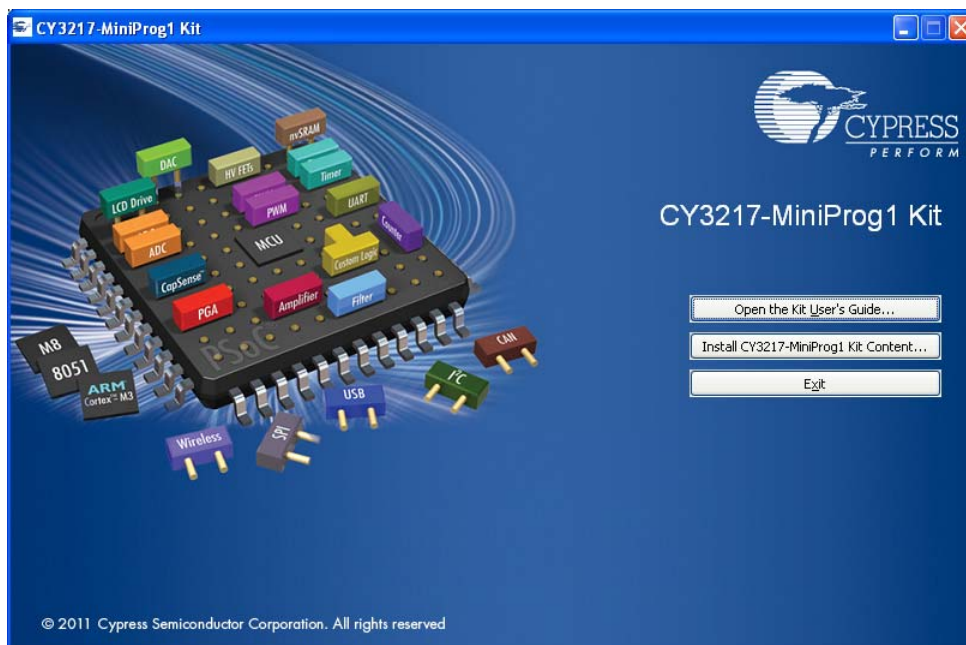 CY3217-MiniProg1 Kit
CYPRESS
PERFORM
CY3217-MiniProg1 Kit
Open the Kit User's Guide...
Install CY3217-MiniProg1 Kit Content...
Exit
nvSRAM
DAC
HV FETs
Timer
LCD Drive
PWM
UART
ADC
MCU
Counter
Custom Logic
CapSense™
PGA
Amplifier
Filter
PSoC
M8
8051
ARM
Cortex™ M3
CAN
I²C
USB
SPI
Wireless
© 2011 Cypress Semiconductor Corporation. All rights reserved